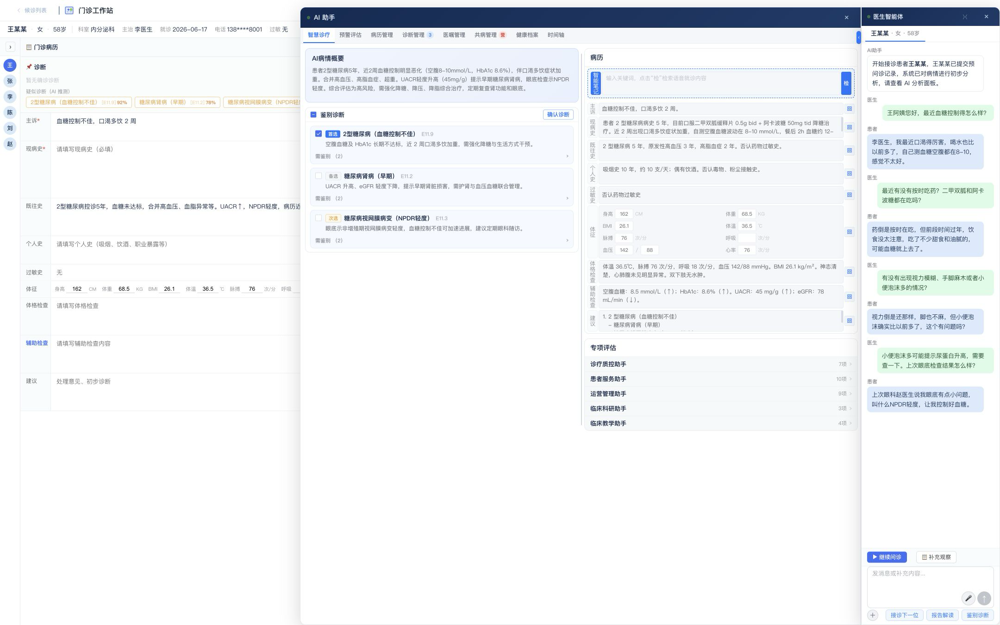 候诊列表
门诊工作站
王某某 · 女 · 58岁 科室 内分泌科 主治 李医生 就诊 2026-06-17 电话 138****8001 过敏 无
王
张
李
陈
刘
赵
门诊病历
诊断
暂无确诊诊断
疑似诊断（AI 推测）
2型糖尿病（血糖控制不佳） [E11.9] 92%
糖尿病肾病（早期） [E11.2] 78%
糖尿病视网膜病变（NPDR轻
主诉* 血糖控制不佳，口渴多饮 2 周
现病史* 请填写现病史（必填）
既往史 2型糖尿病控诊5年，血糖未达标，合并高血压、血脂异常等。UACR↑，NPDR轻度，病历近
个人史 请填写个人史（吸烟、饮酒、职业暴露等）
过敏史 无
体征 身高 162 CM 体重 68.5 KG BMI 26.1 体温 36.5 ℃ 脉搏 76 次/分 呼吸
体格检查 请填写体格检查
辅助检查 请填写辅助检查内容
建议 处理意见、初步诊断
AI 助手
智慧诊疗 预警评估 病历管理 诊断管理 3 医嘱管理 共病管理 营 健康档案 时间轴
AI病情概要
患者2型糖尿病5年，近2周血糖控制明显恶化（空腹8–10mmol/L，HbA1c 8.6%），伴口渴多饮症状加
重。合并高血压、高脂血症、超重。UACR轻度升高（45mg/g）提示早期糖尿病肾病，眼底检查示NPDR
轻度。综合评估为高风险，需强化降糖、降压、降脂综合治疗，定期复查肾功能和眼底。
鉴别诊断 确认诊断
首选 2型糖尿病（血糖控制不佳） E11.9
空腹血糖及 HbA1c 长期不达标，近 2 周口渴多饮加重，需强化降糖与生活方式干预。
需鉴别 （2）
备选 糖尿病肾病（早期） E11.2
UACR 升高、eGFR 轻度下降，提示早期肾脏损害，需护肾与血压血糖联合管理。
需鉴别 （2）
次选 糖尿病视网膜病变（NPDR轻度） E11.3
眼底示非增殖期视网膜病变轻度，血糖控制不佳可加速进展，建议定期眼科随访。
需鉴别 （2）
病历
智能笔记 输入关键词，点击“检”检索语音就诊内容 检
主诉 血糖控制不佳，口渴多饮 2 周。 回
现病史 患者 2 型糖尿病病史 5 年，目前口服二甲双胍缓释片 0.5g bid + 阿卡波糖 50mg tid 降糖治
疗。近 2 周出现口渴多饮症状加重，自测空腹血糖波动在 8–10 mmol/L，餐后 2h 血糖约 12– 回
既往史 2 型糖尿病 5 年，原发性高血压 3 年，高脂血症 2 年。否认药物过敏史。 回
个人史 吸烟史 10 年，约 10 支/天；偶有饮酒。否认毒物、粉尘接触史。 回
过敏史 否认药物过敏史 回
体征 身高 162 CM 体重 68.5 KG
BMI 26.1 体温 36.5 ℃
脉搏 76 次/分 呼吸 次/分 回
血压 142 / 88 心率 76 次/分
体格检查 体温 36.5℃，脉搏 76 次/分，呼吸 18 次/分，血压 142/88 mmHg。BMI 26.1 kg/m²。神志清
楚，心肺腹未见明显异常。双下肢无水肿。 回
辅助检查 空腹血糖：8.5 mmol/L（↑）；HbA1c：8.6%（↑）。UACR：45 mg/g（↑）；eGFR：78
mL/min（↓）。 回
建议 1. 2 型糖尿病（血糖控制不佳）
– 糖尿病肾病（早期） 回
专项评估
诊疗质控助手 7项
患者服务助手 10项
运营管理助手 9项
临床科研助手 3项
临床教学助手 4项
医生智能体
王某某 · 女 · 58岁
AI助手
开始接诊患者王某某，王某某已提交预
问诊记录，系统已对病情进行初步分
析，请查看 AI 分析面板。
医生
王阿姨您好，最近血糖控制得怎么样？
患者
李医生，我最近口渴得厉害，喝水也比
以前多了，自己测血糖空腹都在8–10，
感觉不太好。
医生
最近有没有按时吃药？二甲双胍和阿卡
波糖都在吃吗？
患者
药倒是按时在吃，但前段时间过年，饮
食没太注意，吃了不少甜食和油腻的，
可能血糖就上去了。
医生
有没有出现视力模糊、手脚麻木或者小
便泡沫多的情况？
患者
视力倒是还那样，脚也不麻，但小便泡
沫确实比以前多了，这个有问题吗？
医生
小便泡沫多可能提示尿蛋白升高，需要
查一下。上次眼底检查结果怎么样？
患者
上次眼科赵医生说我眼底有点小问题，
叫什么NPDR轻度，让我控制好血糖。
继续问诊 补充观察
发消息或补充内容...
接诊下一位 报告解读 鉴别诊断